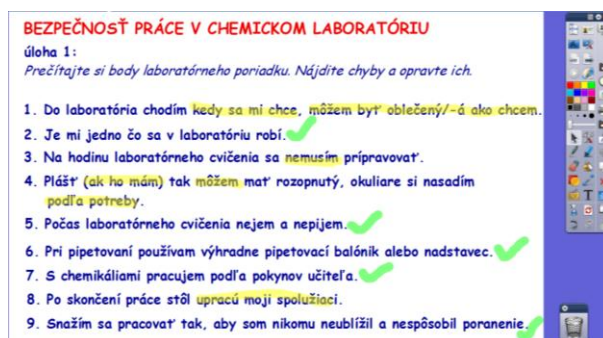 BEZPEČNOSŤ PRÁCE V CHEMICKOM LABORATÓRIU
úloha 1:
Prečítajte si body laboratórneho poriadku. Nájdite chyby a opravte ich.
1. Do laboratória chodím kedy sa mi chce, môžem byť oblečený/-á ako chcem.
2. Je mi jedno čo sa v laboratóriu robí.
3. Na hodinu laboratórneho cvičenia sa nemusím prípravovať.
4. Plášť (ak ho mám) tak môžem mať rozopnutý, okuliare si nasadím
podľa potreby.
5. Počas laboratórneho cvičenia nejem a nepijem.
6. Pri pipetovaní používam výhradne pipetovací balónik alebo nadstavec.
7. S chemikáliami pracujem podľa pokynov učiteľa.
8. Po skončení práce stôl upracú moji spolužiaci.
9. Snažím sa pracovať tak, aby som nikomu neublížil a nespôsobil poranenie.